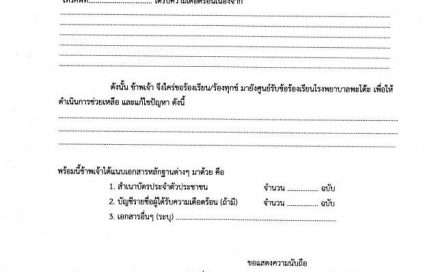 โทรศัพท์.................... ได้รับความเดือดร้อนเนื่องจาก
ดังนั้น ข้าพเจ้า จึงใคร่ขอร้องเรียน/ร้องทุกข์ มายังศูนย์รับข้อร้องเรียนโรงพยาบาลพะโต๊ะ เพื่อให้
ดำเนินการช่วยเหลือ และแก้ไขปัญหา ดังนี้
พร้อมนี้ข้าพเจ้าได้แนบเอกสารหลักฐานต่างๆ มาด้วย คือ
1. สำเนาบัตรประจำตัวประชาชน จำนวน ................ ฉบับ
2. บัญชีรายชื่อผู้ได้รับความเดือดร้อน (ถ้ามี) จำนวน ................ ฉบับ
3. เอกสารอื่นๆ (ระบุ) ................................................
ขอแสดงความนับถือ